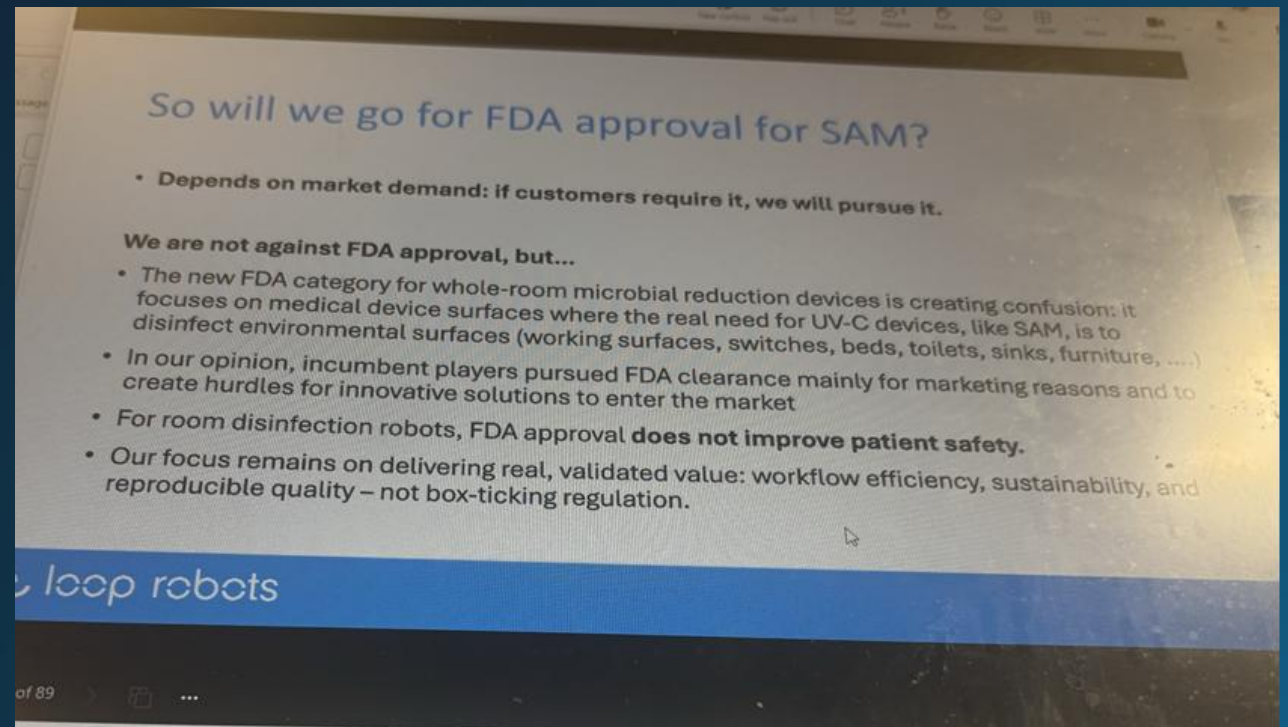 So will we go for FDA approval for SAM?
• Depends on market demand: if customers require it, we will pursue it.
We are not against FDA approval, but...
• The new FDA category for whole-room microbial reduction devices is creating confusion: it
focuses on medical device surfaces where the real need for UV-C devices, like SAM, is to
disinfect environmental surfaces (working surfaces, switches, beds, toilets, sinks, furniture, ....)
• In our opinion, incumbent players pursued FDA clearance mainly for marketing reasons and to
create hurdles for innovative solutions to enter the market
• For room disinfection robots, FDA approval does not improve patient safety.
• Our focus remains on delivering real, validated value: workflow efficiency, sustainability, and
reproducible quality – not box-ticking regulation.
loop robots
of 89